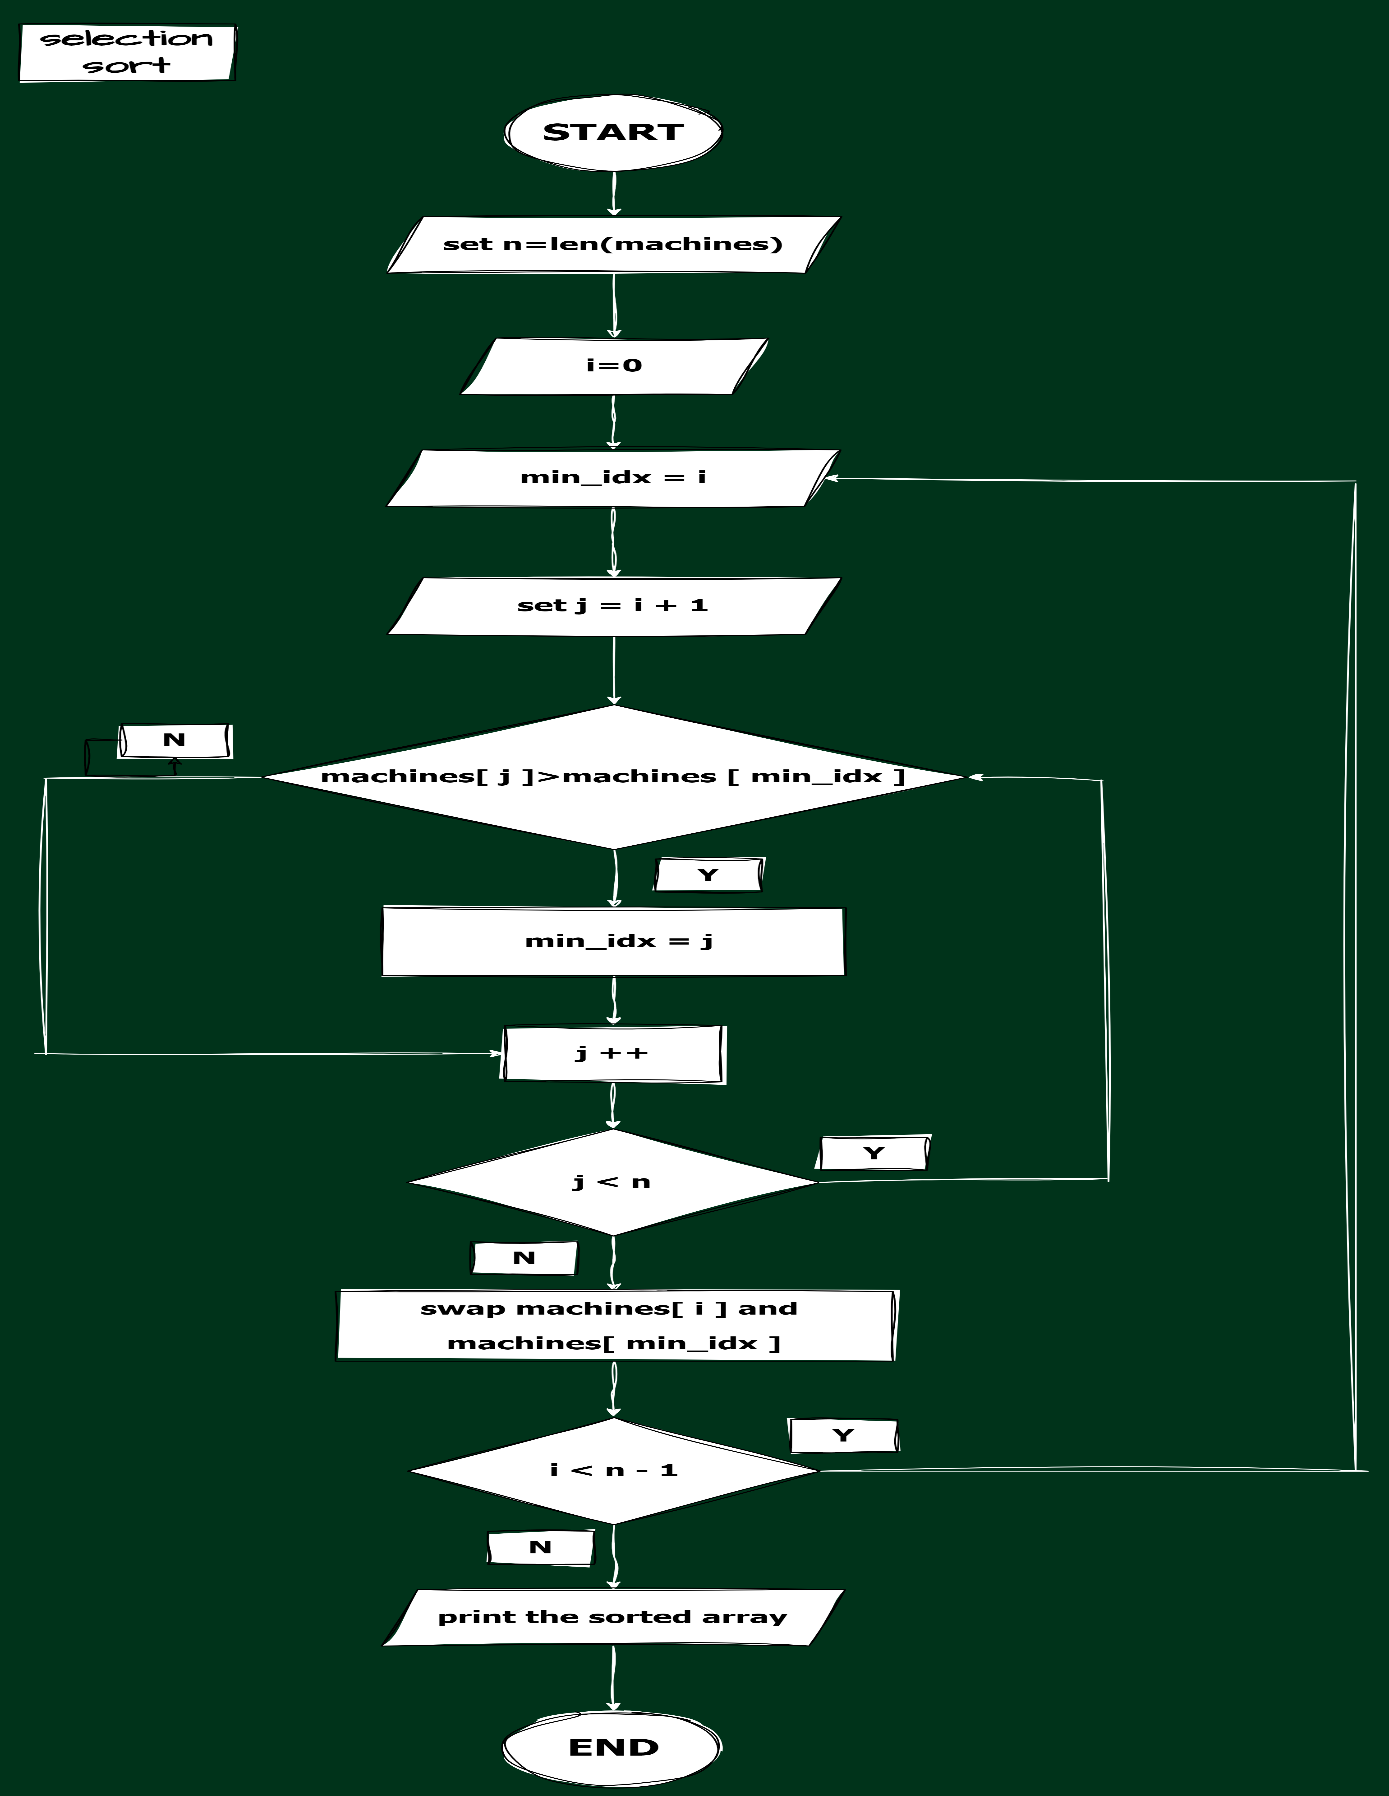 selection
sort
START
set n=len(machines)
i=0
min_idx = i
set j = i + 1
N
machines[ j ]>machines [ min_idx ]
Y
min_idx = j
j ++
Y
j < n
N
swap machines[ i ] and
machines[ min_idx ]
Y
i < n - 1
N
print the sorted array
END